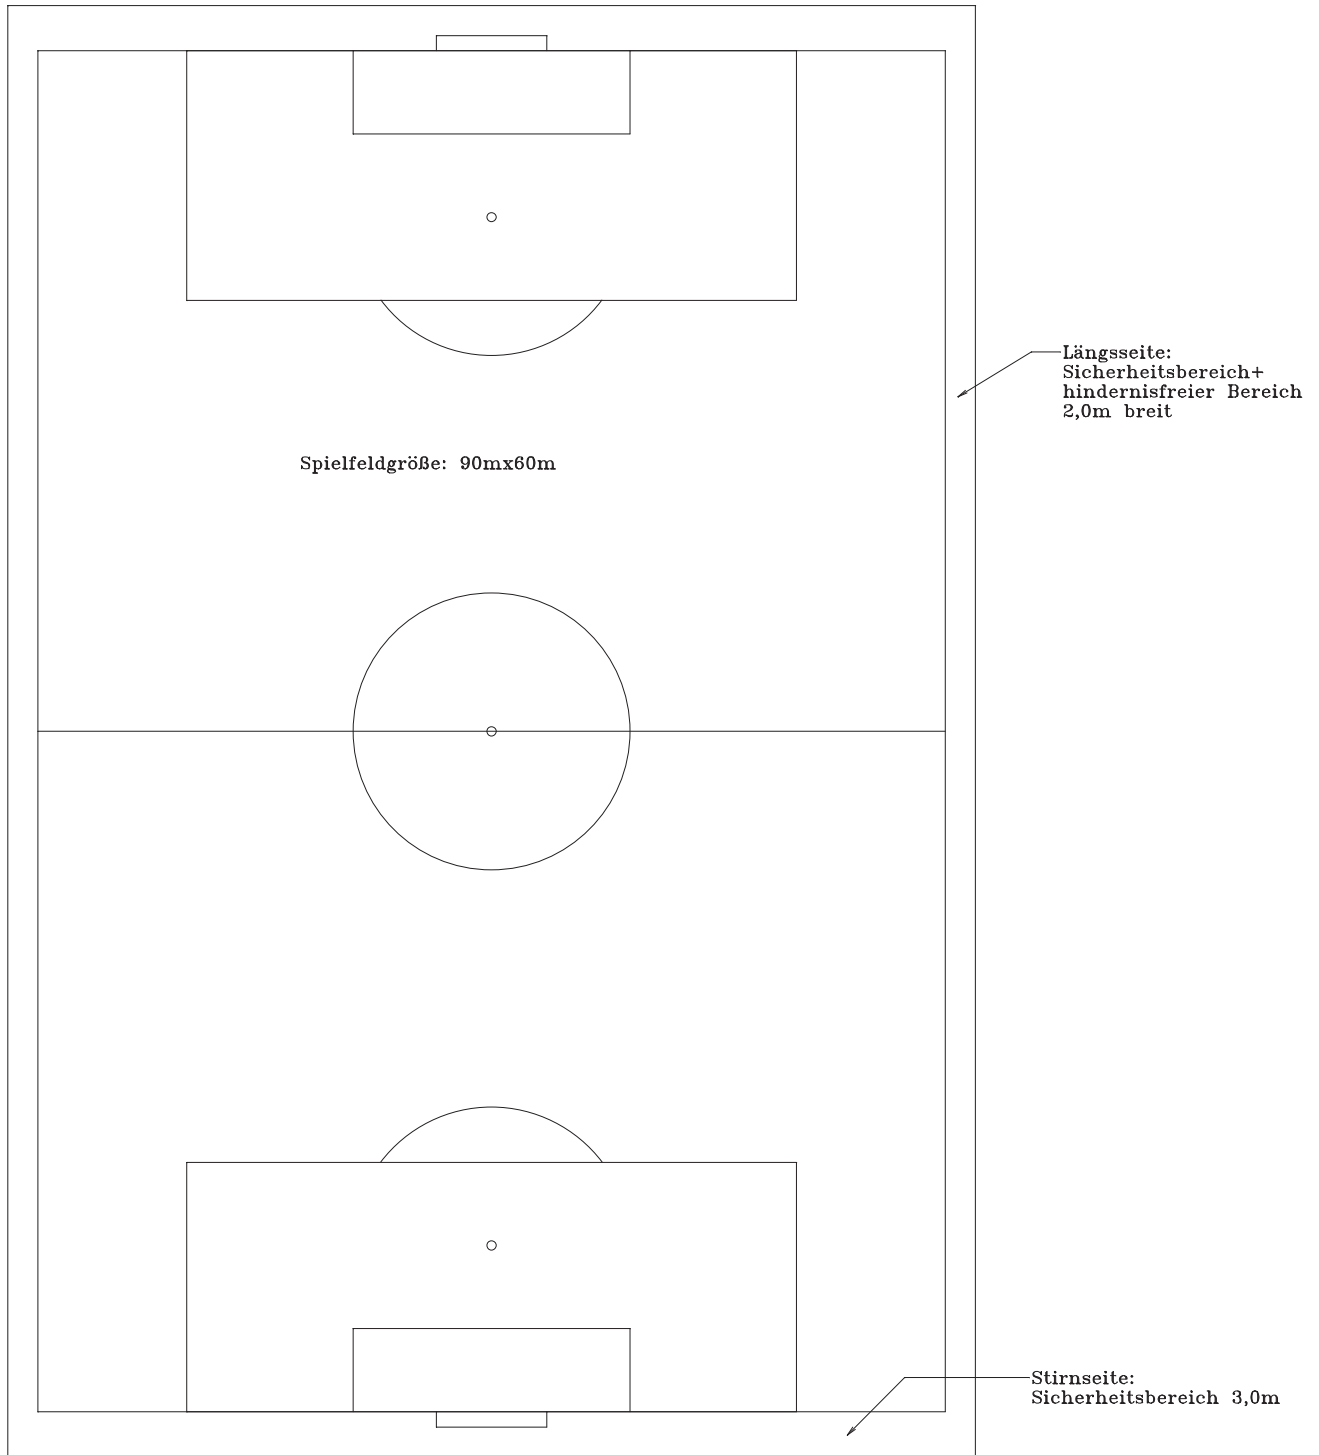 Längsseite:
Sicherheitsbereich+
hindernisfreier Bereich
2,0m breit
Spielfeldgröße: 90mx60m
Stirnseite:
Sicherheitsbereich 3,0m